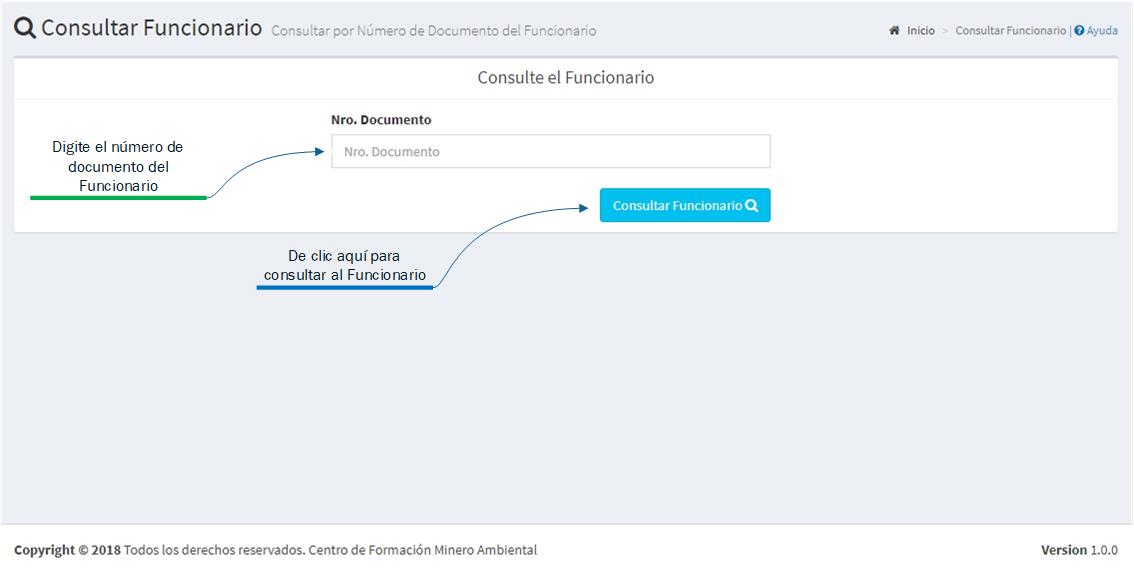 Consultar Funcionario Consultar por Número de Documento del Funcionario
Inicio > Consultar Funcionario | Ayuda
Consulte el Funcionario
Nro. Documento
Digite el número de
documento del
Funcionario
Nro. Documento
Consultar Funcionario
De clic aquí para
consultar al Funcionario
Copyright © 2018 Todos los derechos reservados. Centro de Formación Minero Ambiental
Version 1.0.0